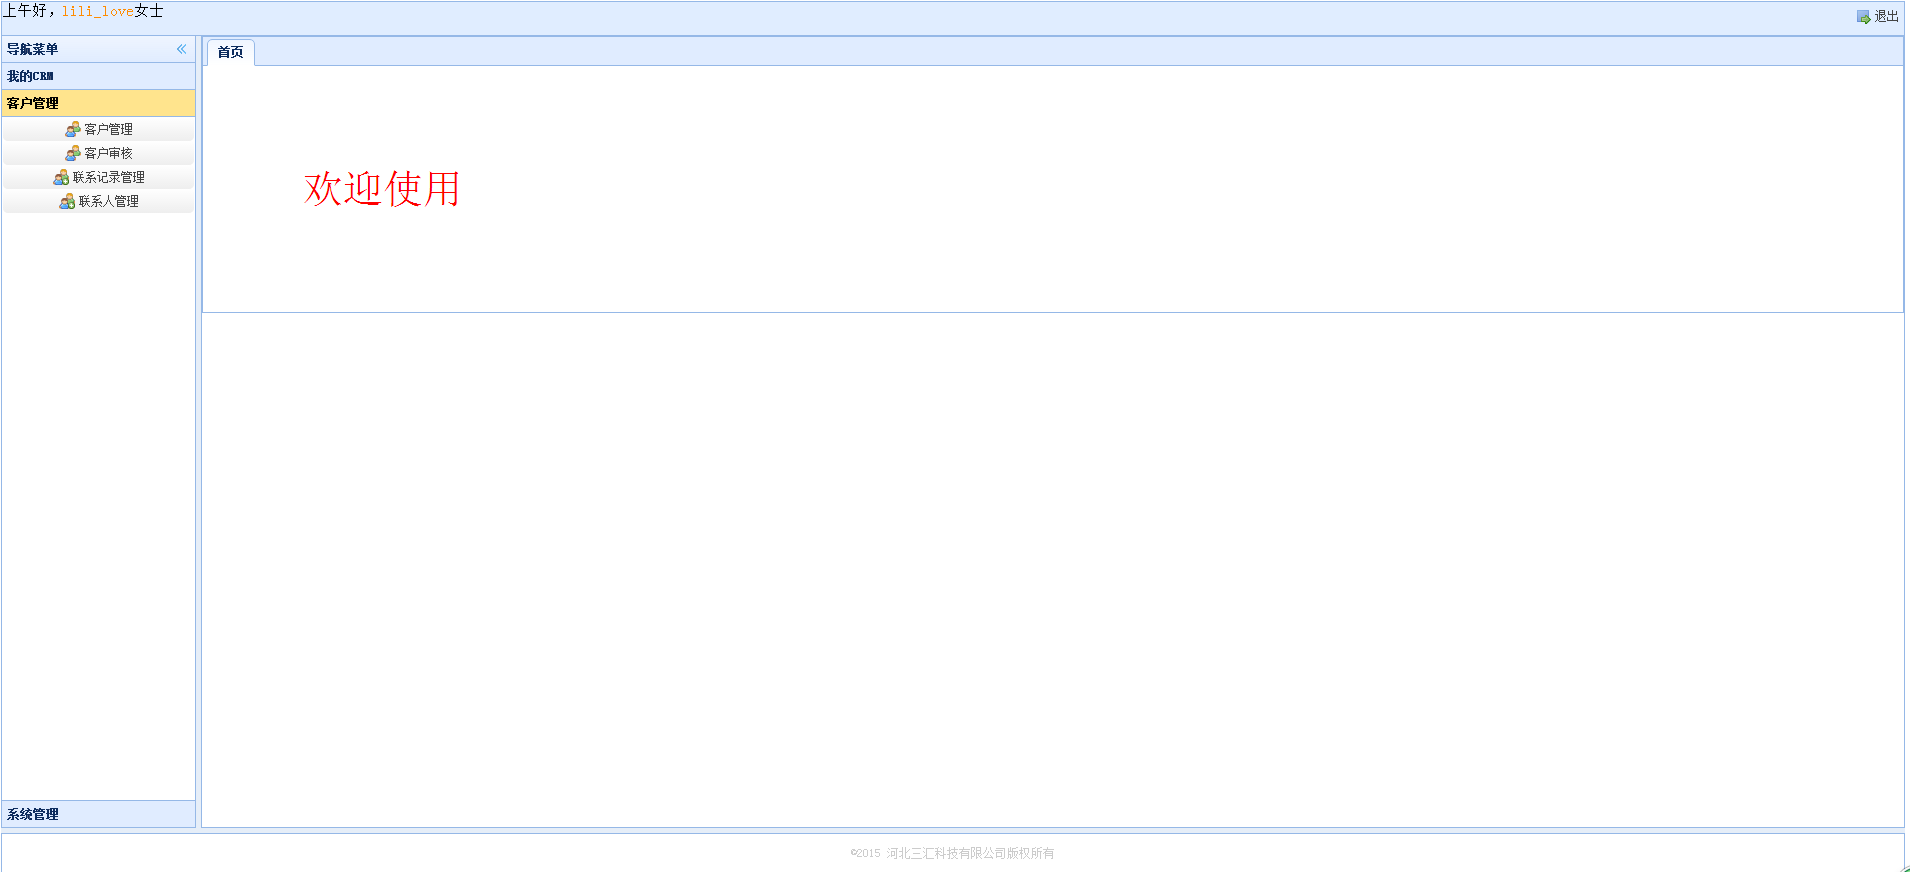 上午好，lili_love女士
退出
导航菜单
首页
我的CRM
客户管理
客户管理
客户审核
联系记录管理
联系人管理
欢迎使用
系统管理
©2015 河北三汇科技有限公司版权所有